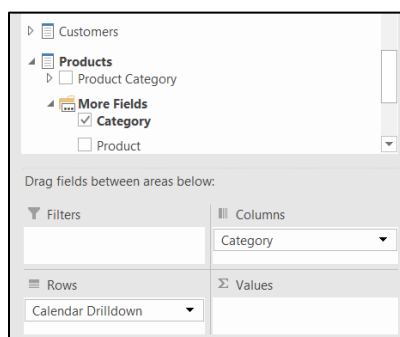 Customers
Products
Product Category
More Fields
Category
Product
Drag fields between areas below:
Filters
Columns
Category
Rows
Σ Values
Calendar Drilldown